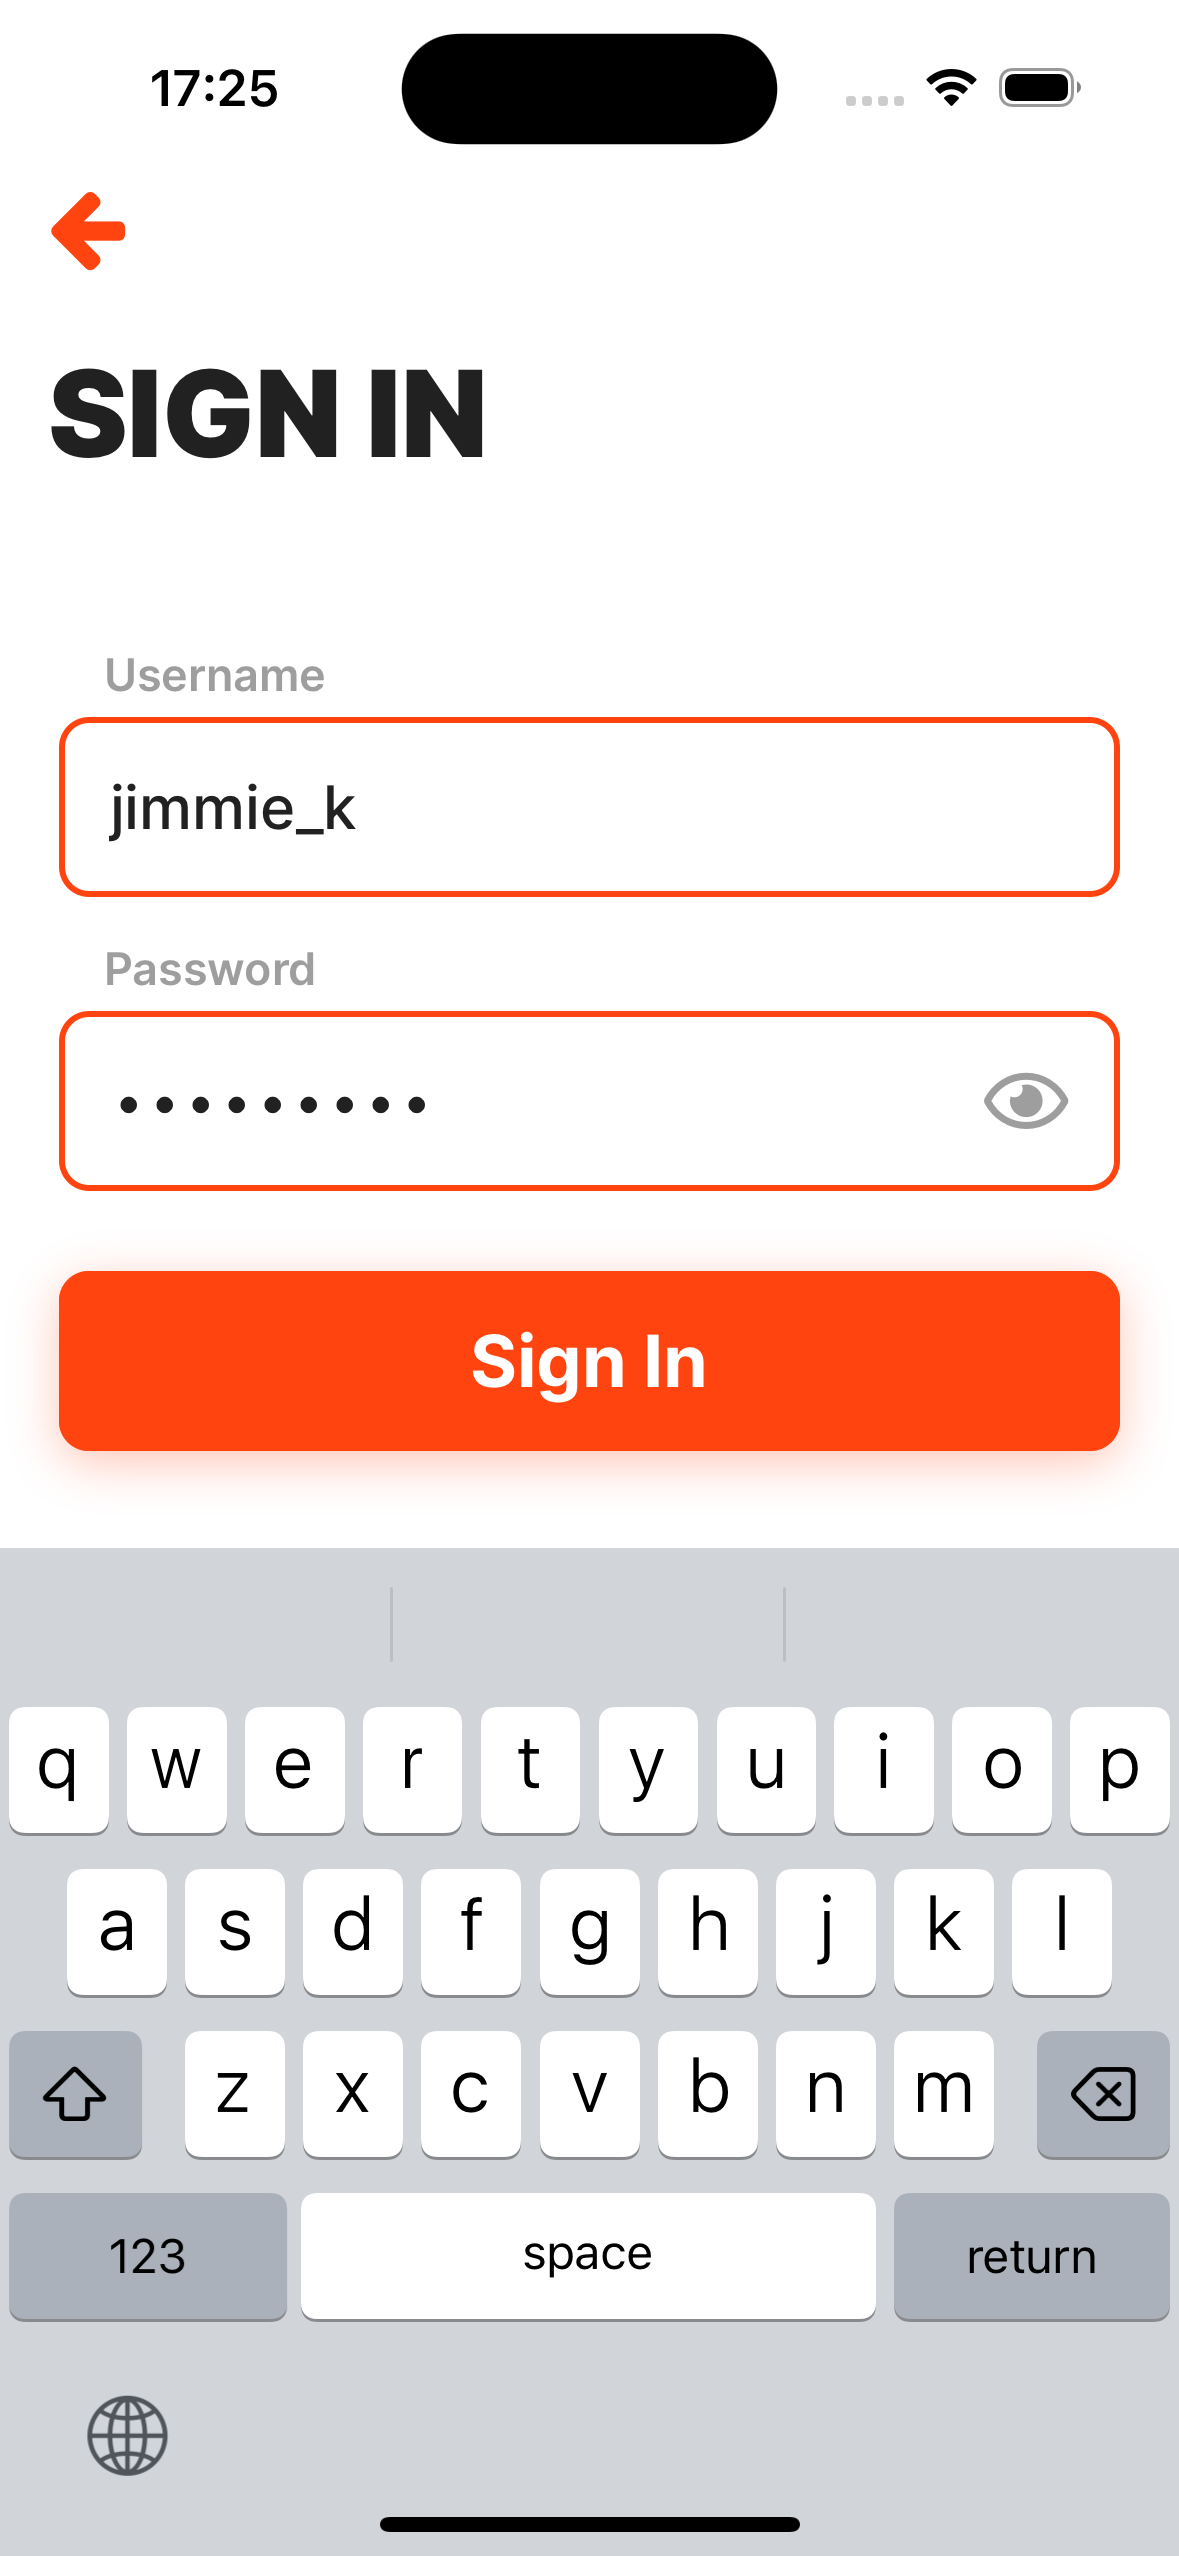 17:25
SIGN IN
Username
jimmie_k
Password
•••••••••
Sign In
q w e r t y u i o p
a s d f g h j k l
z x c v b n m
123 space return